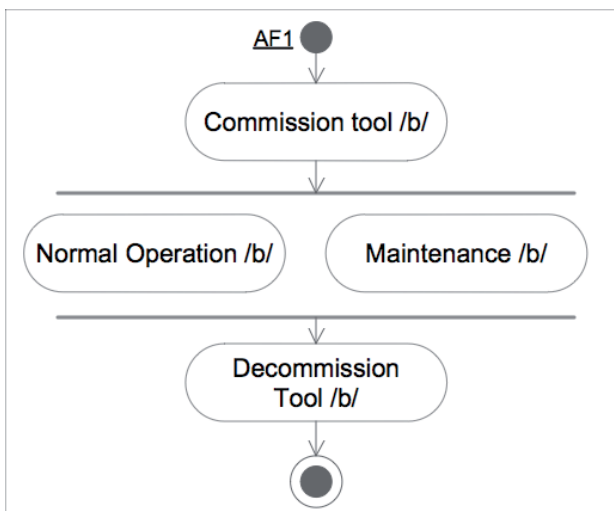 AF1
Commission tool /b/
Normal Operation /b/
Maintenance /b/
Decommission
Tool /b/